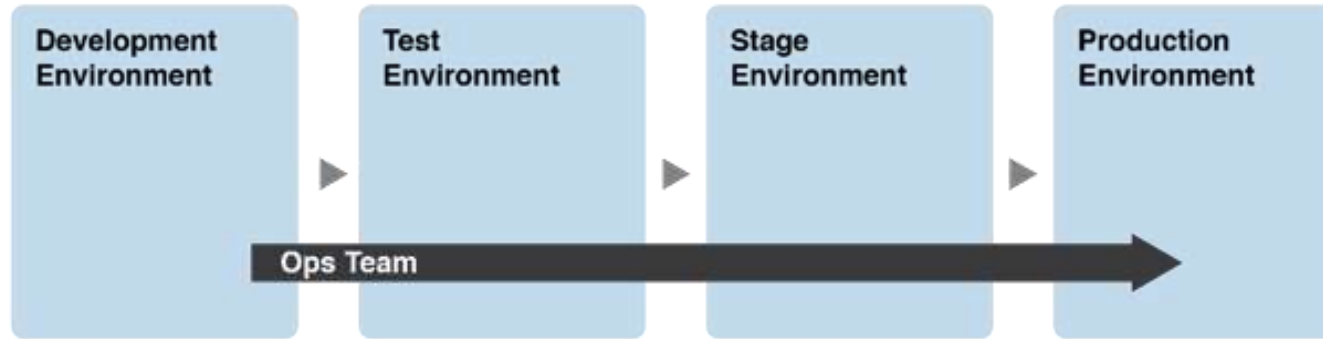 Development
Environment
Test
Environment
Stage
Environment
Production
Environment
Ops Team